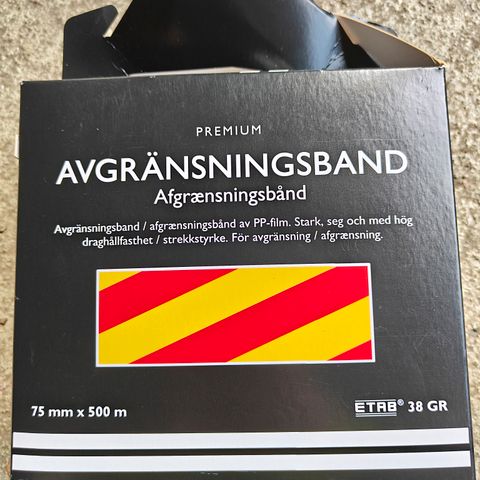 PREMIUM
AVGRÄNSNINGSBAND
Afgrænsningsbånd
Avgränsningsband / afgrænsningsbånd av PP-film. Stark, seg och med hög
draghållfasthet / strekkstyrke. För avgränsning / afgrænsning.
75 mm x 500 m
ETAB® 38 GR